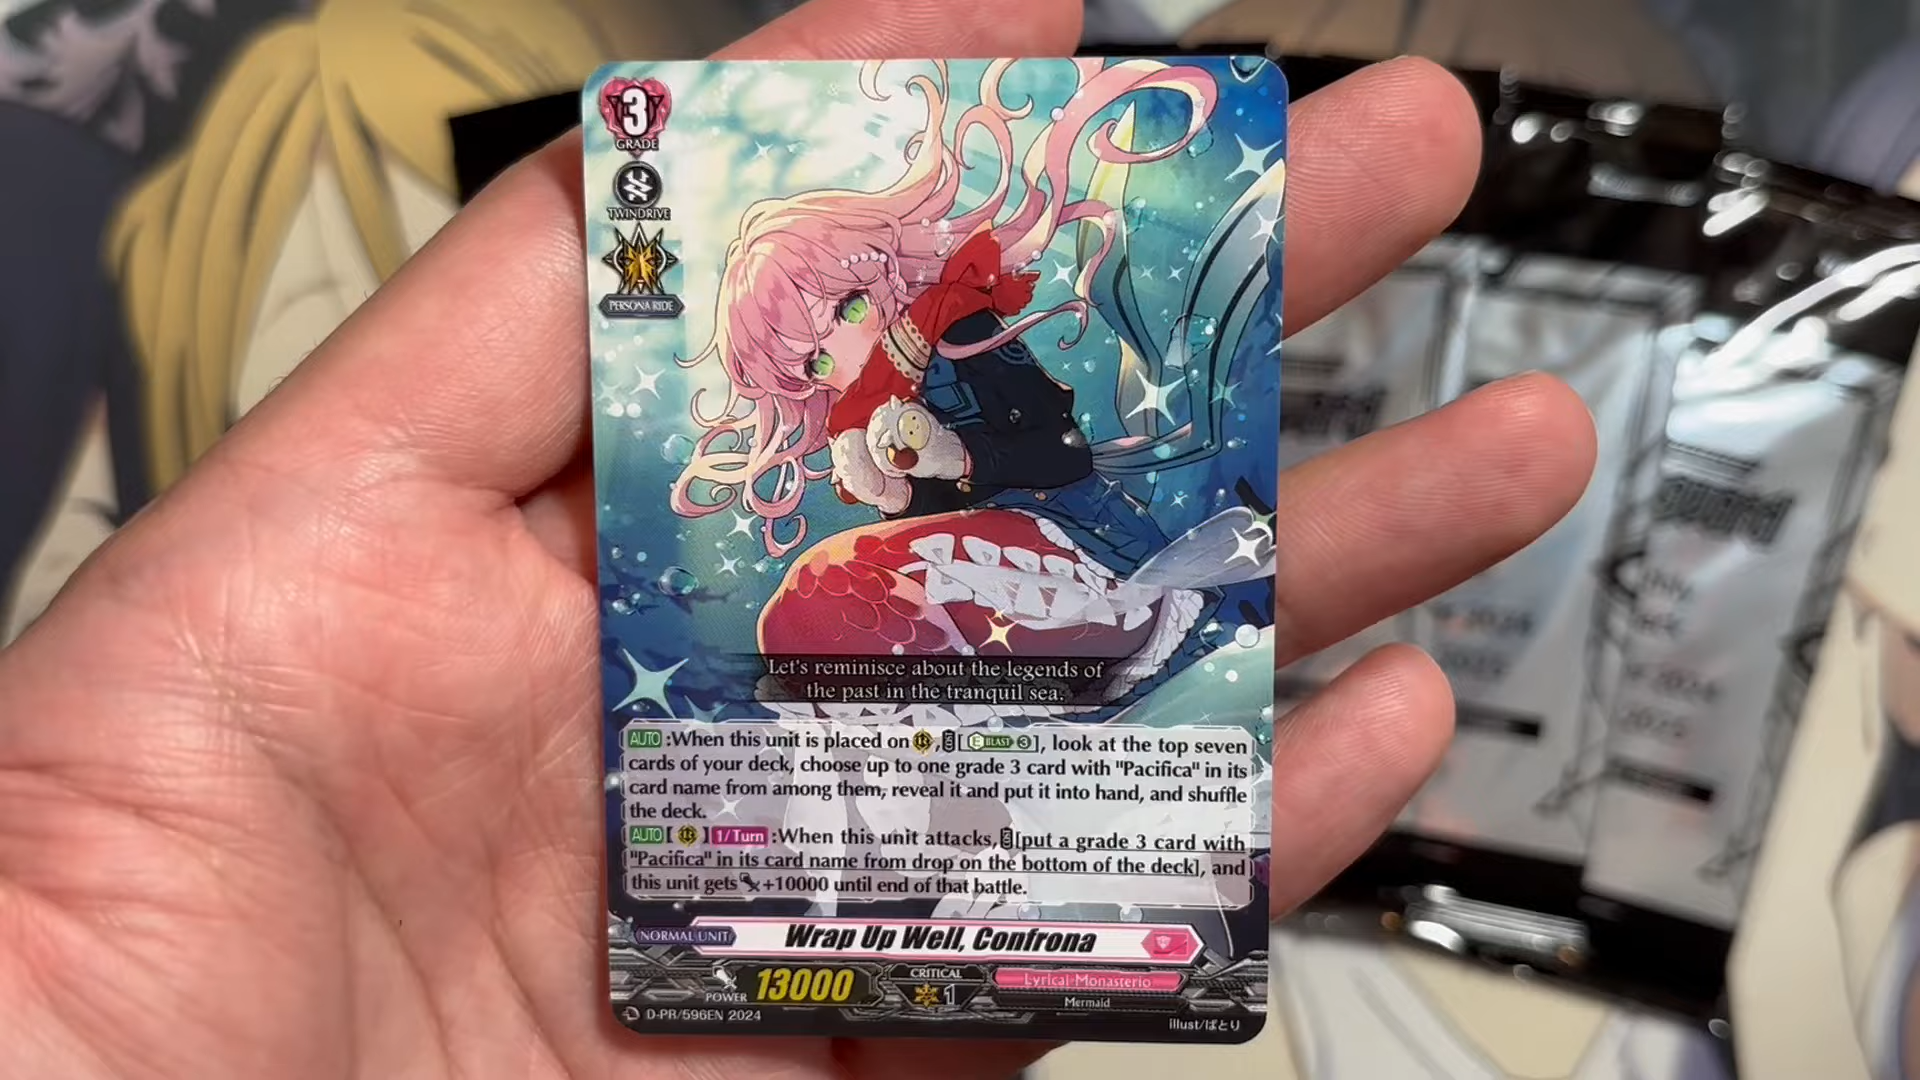 3
GRADE
TWINDRIVE
PERSONA RIDE
Let's reminisce about the legends of
the past in the tranquil sea.
AUTO :When this unit is placed on , [ BLAST 3 ], look at the top seven
cards of your deck, choose up to one grade 3 card with "Pacifica" in its
card name from among them, reveal it and put it into hand, and shuffle
the deck.
AUTO [ ] 1/Turn :When this unit attacks, [put a grade 3 card with
"Pacifica" in its card name from drop on the bottom of the deck], and
this unit gets +10000 until end of that battle.
NORMAL UNIT
Wrap Up Well, Confrona
POWER 13000
CRITICAL
1
Lyrical Monasterio
Mermaid
D-PR/596EN 2024
illust/ぱとり
2024
2025